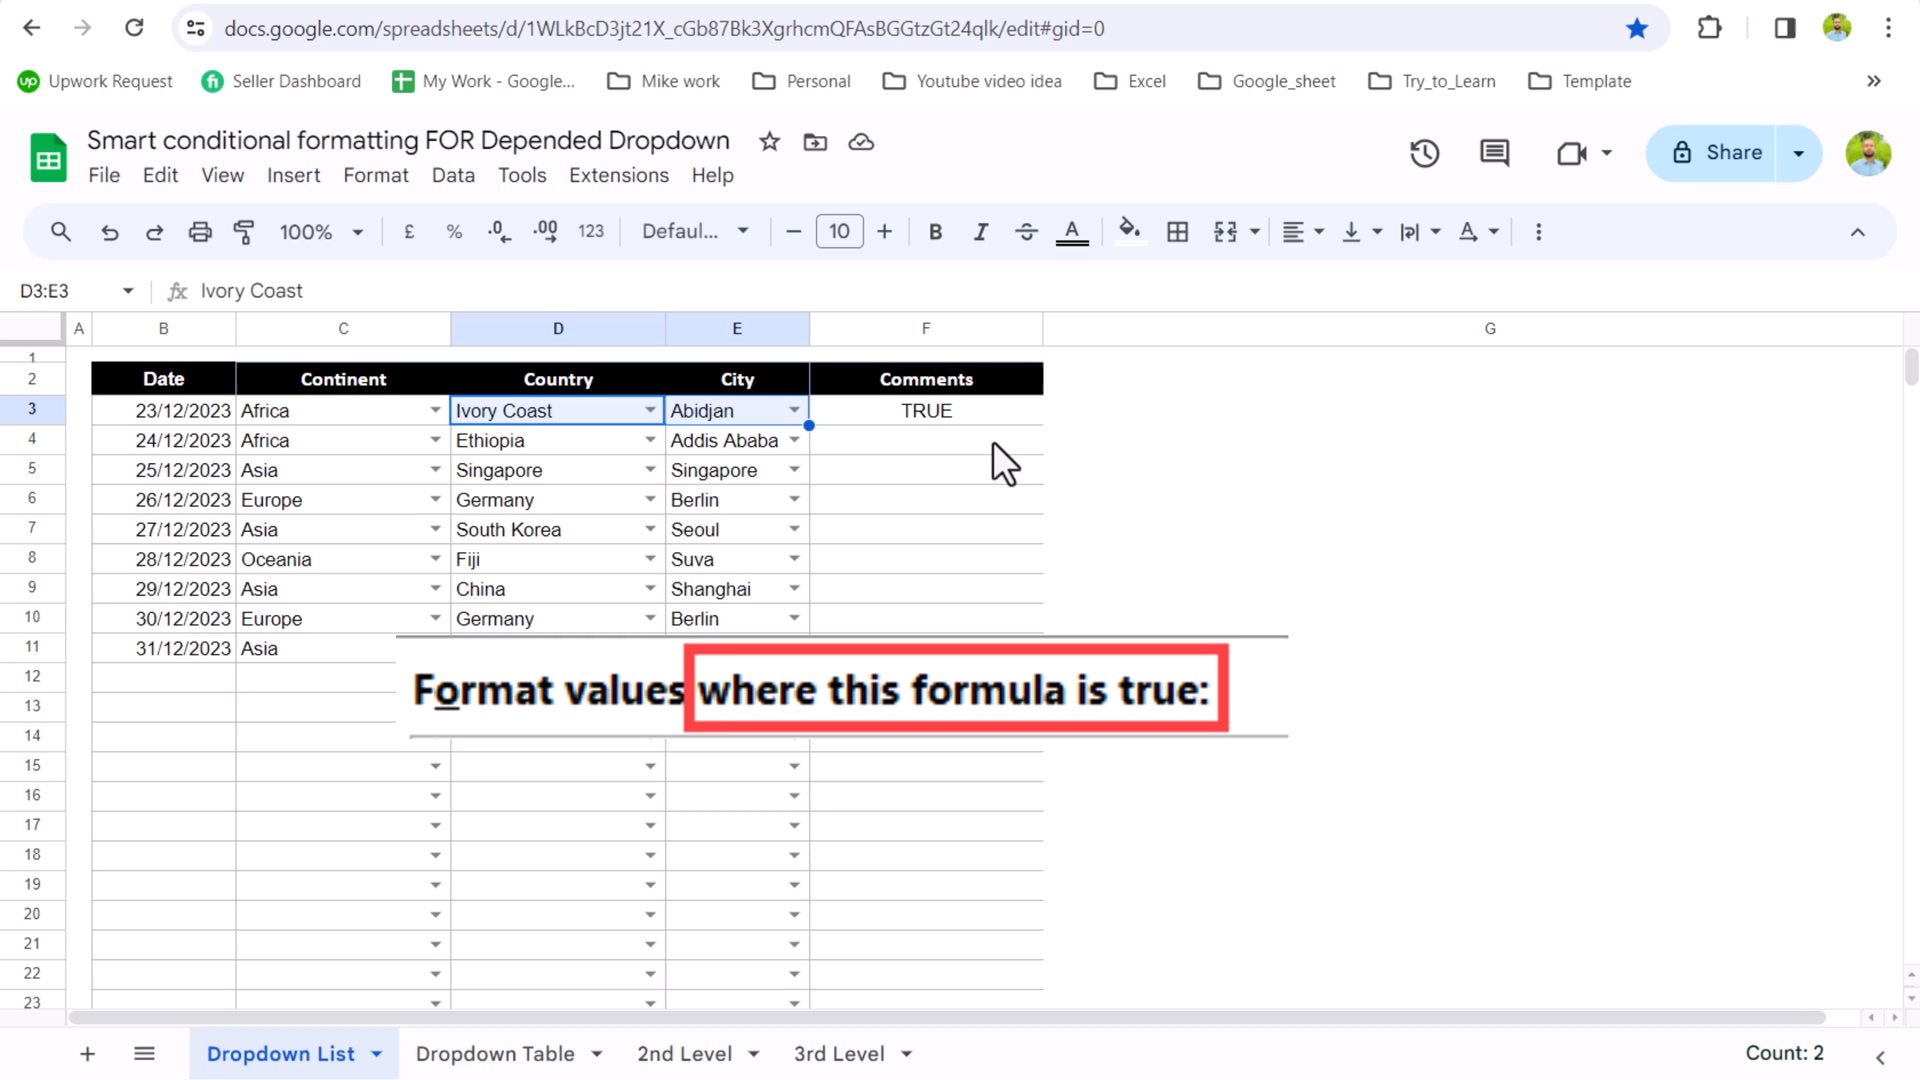 docs.google.com/spreadsheets/d/1WLkBcD3jt21X_cGb87Bk3XgrhcmQFAsBGGtzGt24qlk/edit#gid=0
up Upwork Request fi Seller Dashboard My Work - Google... Mike work Personal Youtube video idea Excel Google_sheet Try_to_Learn Template
Smart conditional formatting FOR Depended Dropdown
File Edit View Insert Format Data Tools Extensions Help
Share
100% £ % .0 .00 123 Defaul... 10 B I S A A
D3:E3 fx Ivory Coast
A B C D E F G
1
2 Date Continent Country City Comments
3 23/12/2023 Africa Ivory Coast Abidjan TRUE
4 24/12/2023 Africa Ethiopia Addis Ababa
5 25/12/2023 Asia Singapore Singapore
6 26/12/2023 Europe Germany Berlin
7 27/12/2023 Asia South Korea Seoul
8 28/12/2023 Oceania Fiji Suva
9 29/12/2023 Asia China Shanghai
10 30/12/2023 Europe Germany Berlin
11 31/12/2023 Asia
12
Format values where this formula is true:
13
14
15
16
17
18
19
20
21
22
23
Dropdown List Dropdown Table 2nd Level 3rd Level Count: 2